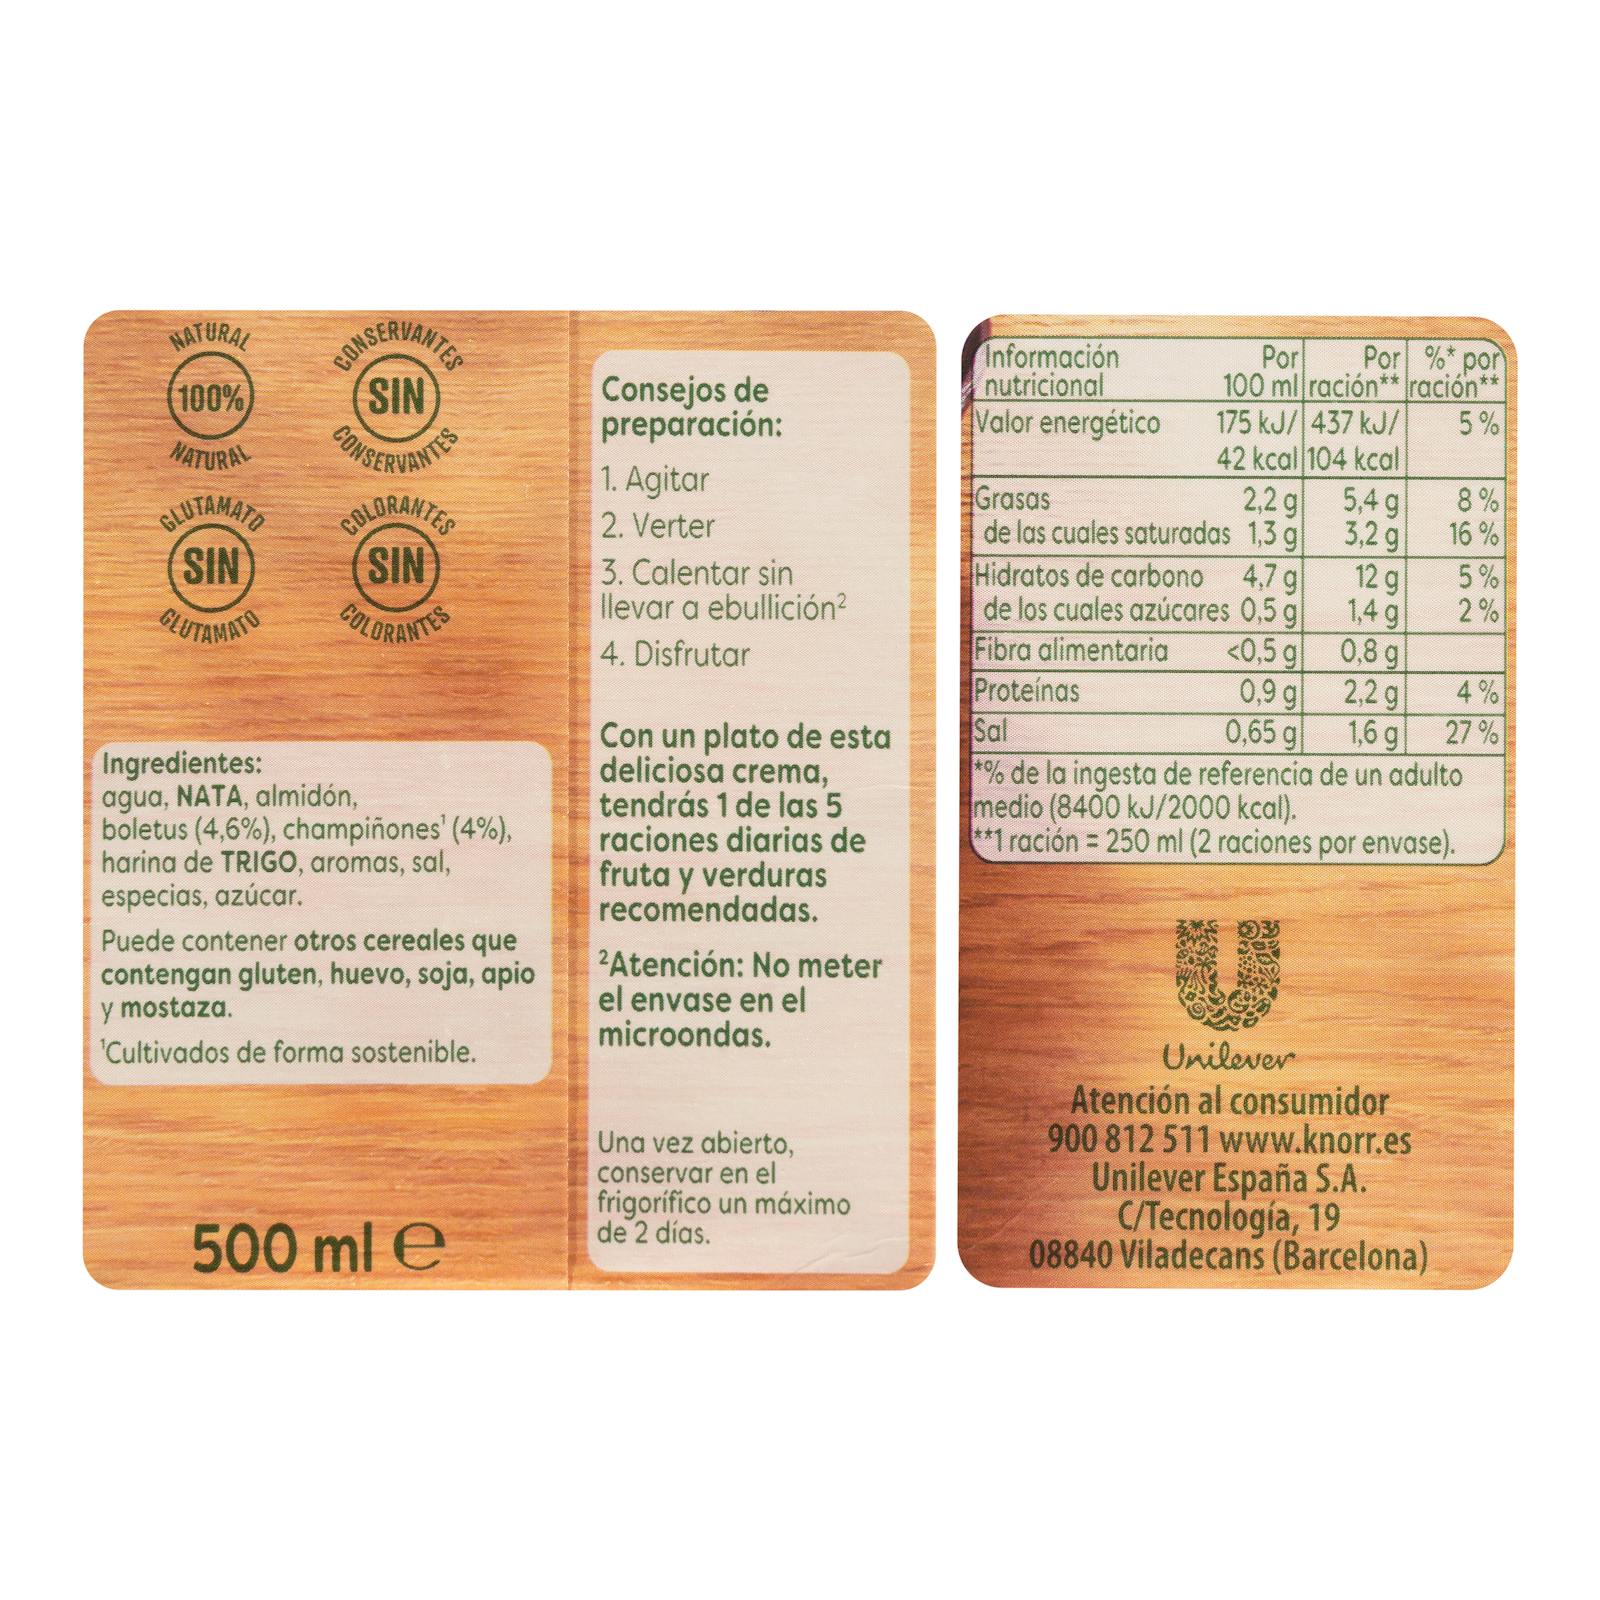 NATURAL
100%
NATURAL
CONSERVANTES
SIN
CONSERVANTES
GLUTAMATO
SIN
GLUTAMATO
COLORANTES
SIN
COLORANTES
Ingredientes:
agua, NATA, almidón,
boletus (4,6%), champiñones¹ (4%),
harina de TRIGO, aromas, sal,
especias, azúcar.
Puede contener otros cereales que
contengan gluten, huevo, soja, apio
y mostaza.
¹Cultivados de forma sostenible.
500 ml ℮
Consejos de
preparación:
1. Agitar
2. Verter
3. Calentar sin
llevar a ebullición²
4. Disfrutar
Con un plato de esta
deliciosa crema,
tendrás 1 de las 5
raciones diarias de
fruta y verduras
recomendadas.
²Atención: No meter
el envase en el
microondas.
Una vez abierto,
conservar en el
frigorífico un máximo
de 2 días.
Información Por Por %* por
nutricional 100 ml ración** ración**
Valor energético 175 kJ/ 437 kJ/ 5 %
42 kcal 104 kcal
Grasas 2,2 g 5,4 g 8 %
de las cuales saturadas 1,3 g 3,2 g 16 %
Hidratos de carbono 4,7 g 12 g 5 %
de los cuales azúcares 0,5 g 1,4 g 2 %
Fibra alimentaria <0,5 g 0,8 g
Proteínas 0,9 g 2,2 g 4 %
Sal 0,65 g 1,6 g 27 %
*% de la ingesta de referencia de un adulto
medio (8400 kJ/2000 kcal).
**1 ración = 250 ml (2 raciones por envase).
Unilever
Atención al consumidor
900 812 511 www.knorr.es
Unilever España S.A.
C/Tecnología, 19
08840 Viladecans (Barcelona)